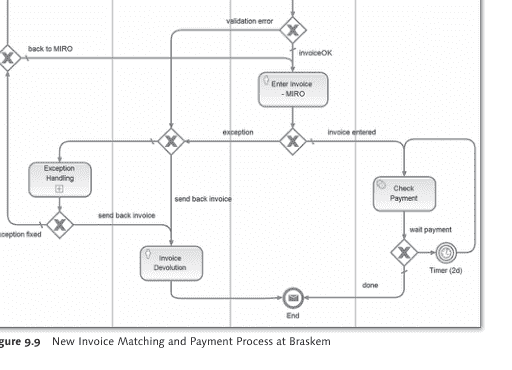 validation error
back to MIRO
invoiceOK
Enter Invoice
- MIRO
exception
invoice entered
Exception
Handling
Check
Payment
send back invoice
send back invoice
ception fixed
wait payment
Invoice
Devolution
Timer (2d)
done
End
gure 9.9 New Invoice Matching and Payment Process at Braskem